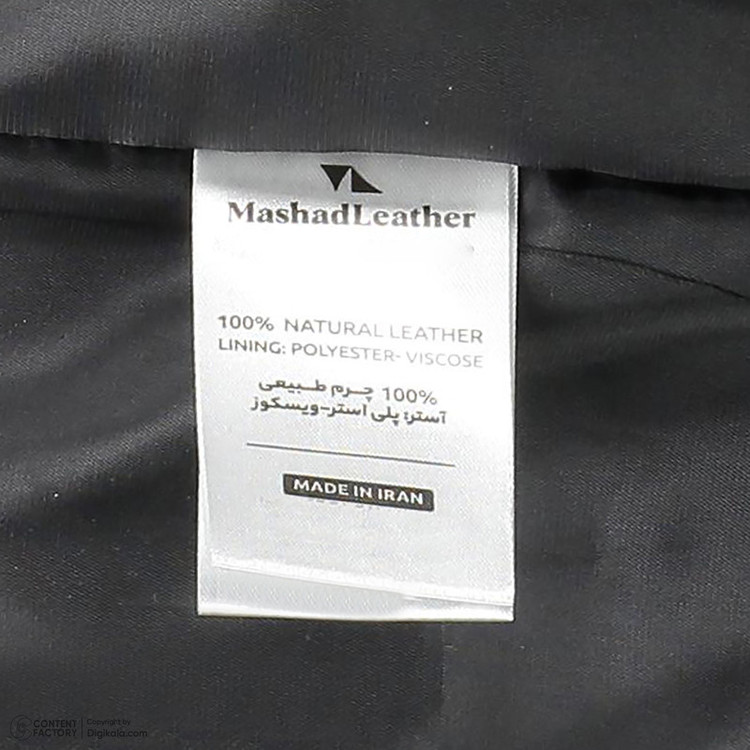 MashadLeather
100% NATURAL LEATHER
LINING: POLYESTER- VISCOSE
100% چرم طبیعی
آستر: پلی استر-ویسکوز
MADE IN IRAN
CONTENT FACTORY
Copyright by
Digikala.com